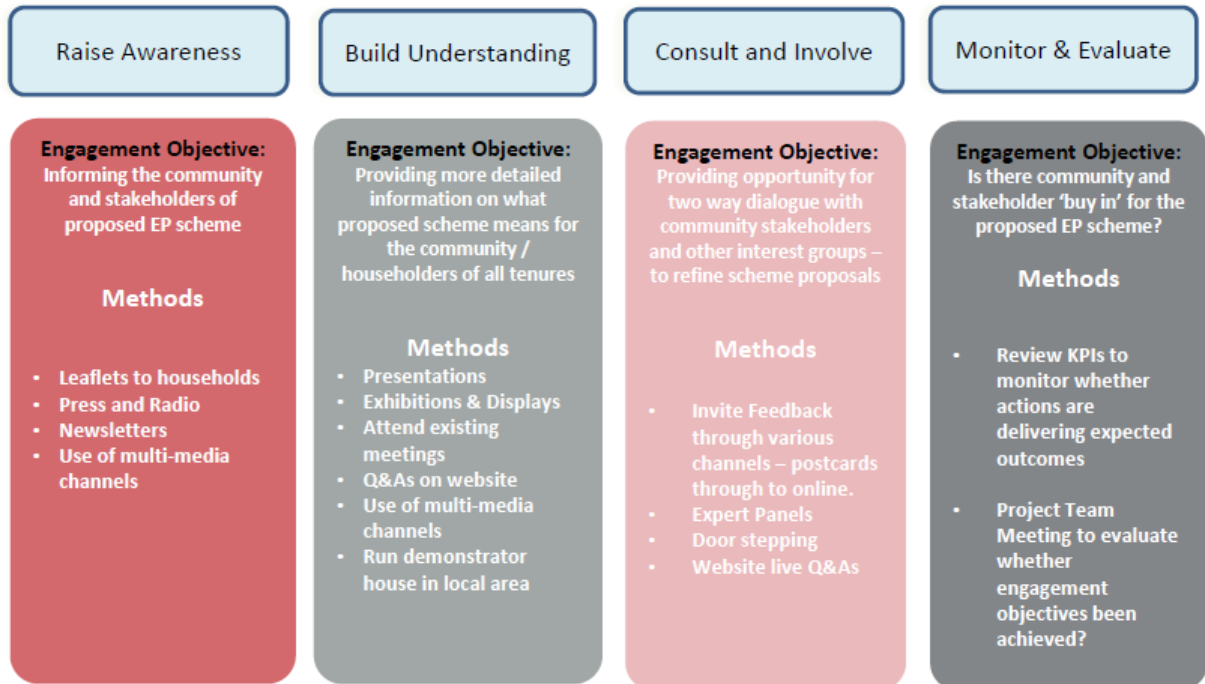 Raise Awareness
Engagement Objective:
Informing the community
and stakeholders of
proposed EP scheme
Methods
• Leaflets to households
• Press and Radio
• Newsletters
• Use of multi-media
channels
Build Understanding
Engagement Objective:
Providing more detailed
information on what
proposed scheme means for
the community /
householders of all tenures
Methods
• Presentations
• Exhibitions & Displays
• Attend existing
meetings
• Q&As on website
• Use of multi-media
channels
• Run demonstrator
house in local area
Consult and Involve
Engagement Objective:
Providing opportunity for
two way dialogue with
community stakeholders
and other interest groups –
to refine scheme proposals
Methods
• Invite Feedback
through various
channels – postcards
through to online.
• Expert Panels
• Door stepping
• Website live Q&As
Monitor & Evaluate
Engagement Objective:
Is there community and
stakeholder ‘buy in’ for the
proposed EP scheme?
Methods
• Review KPIs to
monitor whether
actions are
delivering expected
outcomes
• Project Team
Meeting to evaluate
whether
engagement
objectives been
achieved?